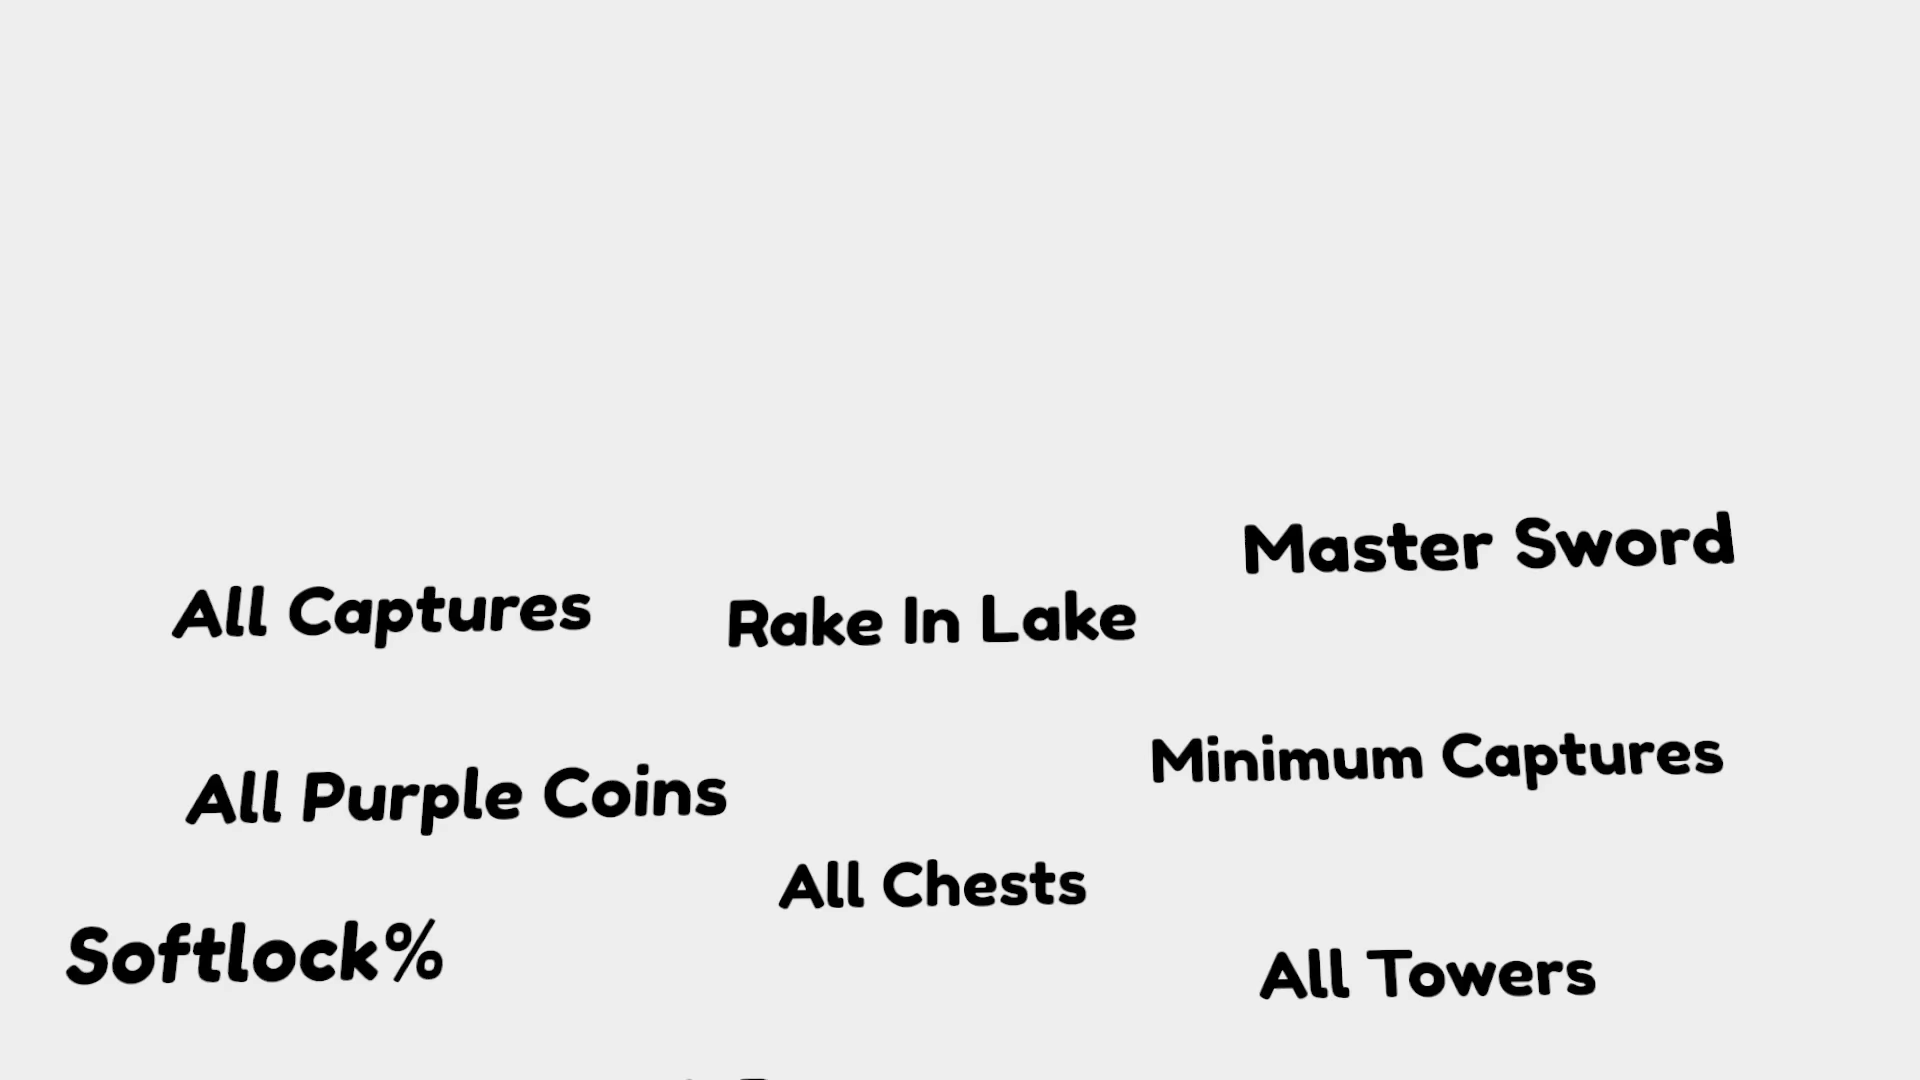 Master Sword
All Captures
Rake In Lake
Minimum Captures
All Purple Coins
All Chests
Softlock%
All Towers